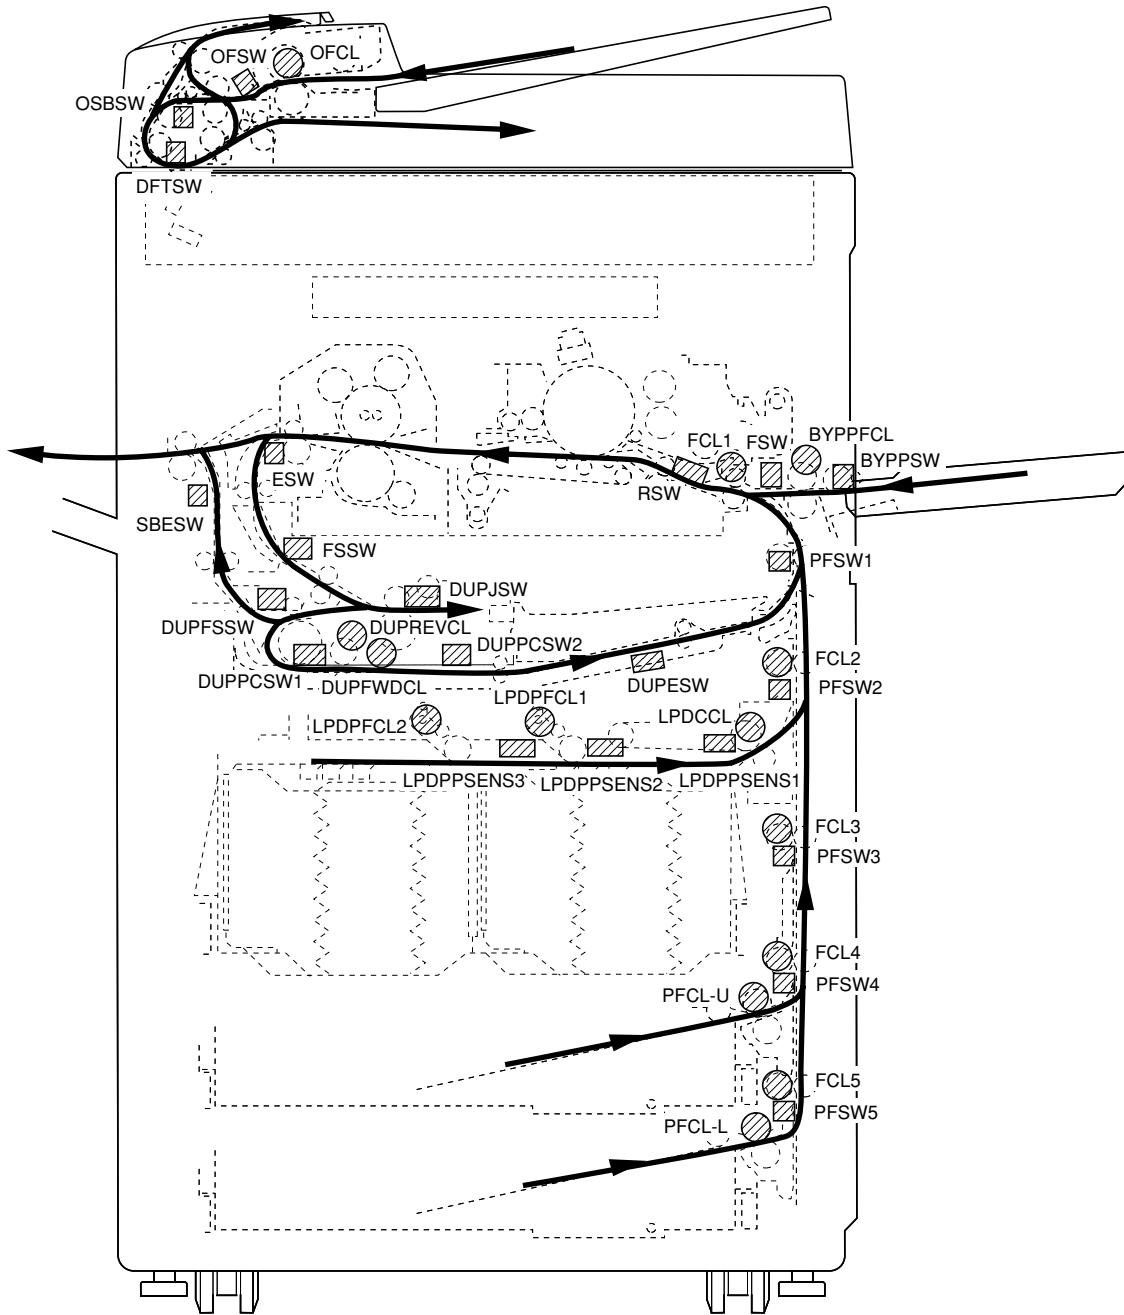 OFSW
OFCL
OSBSW
DFTSW
FCL1
FSW
BYPPFCL
BYPPSW
RSW
ESW
SBESW
FSSW
PFSW1
DUPJSW
DUPFSSW
DUPREVCL
DUPPCSW2
DUPPCSW1
DUPFWDCL
DUPESW
FCL2
PFSW2
LPDPFCL1
LPDPFCL2
LPDCCL
LPDPPSENS3
LPDPPSENS2
LPDPPSENS1
FCL3
PFSW3
FCL4
PFSW4
PFCL-U
FCL5
PFSW5
PFCL-L